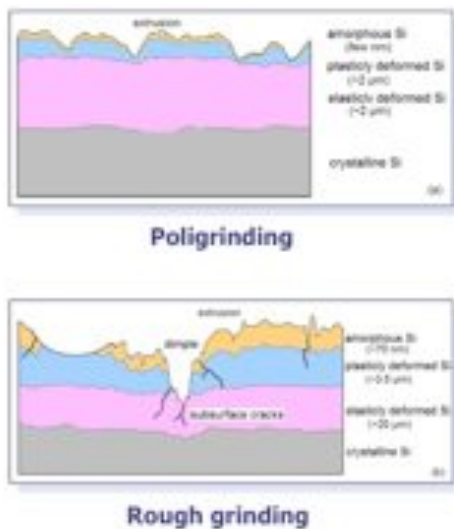 extrusion
amorphous Si
(few nm)
plasticly deformed Si
elasticly deformed Si
crystalline Si
(a)
Poligrinding
extrusion
dimple
amorphous Si
plasticly deformed Si
subsurface cracks
elasticly deformed Si
crystalline Si
Rough grinding